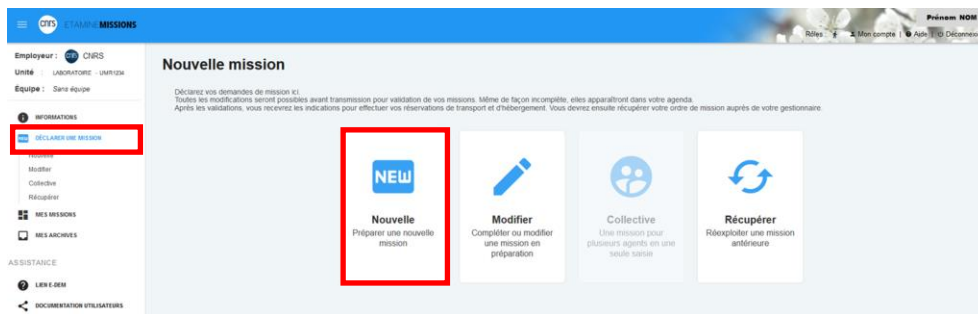 cnrs ETAMINE MISSIONS
Prénom NOM
Rôles : Mon compte | Aide | Déconnexion
Employeur : cnrs CNRS
Unité : LABORATOIRE - UMR1234
Equipe : Sans équipe
INFORMATIONS
NEW DÉCLARER UNE MISSION
Nouvelle
Modifier
Collective
Récupérer
MES MISSIONS
MES ARCHIVES
ASSISTANCE
LIEN E-DEM
DOCUMENTATION UTILISATEURS
Nouvelle mission
Déclarez vos demandes de mission ici.
Toutes les modifications seront possibles avant transmission pour validation de vos missions. Même de façon incomplète, elles apparaîtront dans votre agenda.
Après les validations, vous recevrez les indications pour effectuer vos réservations de transport et d'hébergement. Vous devrez ensuite récupérer votre ordre de mission auprès de votre gestionnaire.
NEW
Nouvelle
Préparer une nouvelle
mission
Modifier
Compléter ou modifier
une mission en
préparation
Collective
Une mission pour
plusieurs agents en une
seule saisie
Récupérer
Réexploiter une mission
antérieure